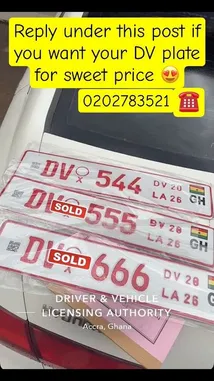 Reply under this post if
you want your DV plate
for sweet price 😍
0202783521 ☎️
DV 544 DV 20
LA 26 GH
DV 555 DV 20
LA 26 GH
SOLD
DV 666 DV 20
LA 26 GH
SOLD
DRIVER & VEHICLE
LICENSING AUTHORITY
Accra, Ghana